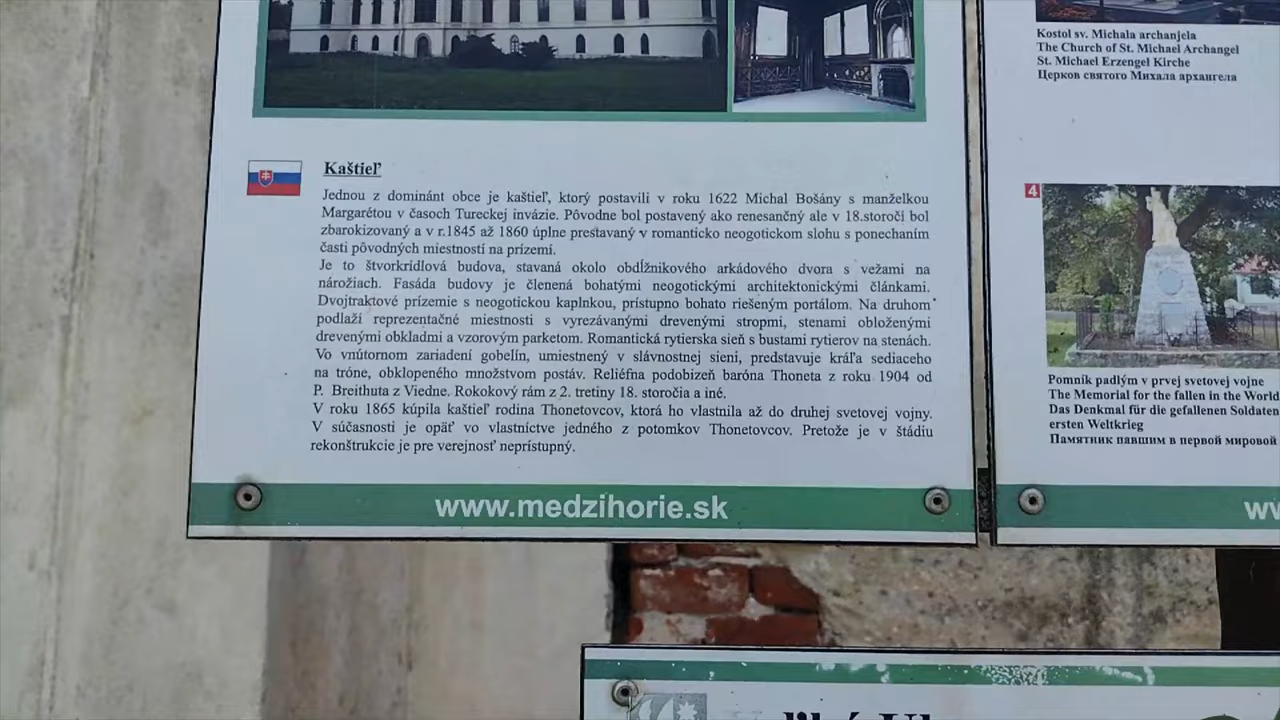 Kaštieľ
Jednou z dominánt obce je kaštieľ, ktorý postavili v roku 1622 Michal Bošány s manželkou
Margarétou v časoch Tureckej invázie. Pôvodne bol postavený ako renesančný ale v 18.storočí bol
zbarokizovaný a v r.1845 až 1860 úplne prestavaný v romanticko neogotickom slohu s ponechaním
časti pôvodných miestností na prízemí.
Je to štvorkrídlová budova, stavaná okolo obdĺžnikového arkádového dvora s vežami na
nárožiach. Fasáda budovy je členená bohatými neogotickými architektonickými článkami.
Dvojtraktové prízemie s neogotickou kaplnkou, prístupno bohato riešeným portálom. Na druhom
podlaží reprezentačné miestnosti s vyrezávanými drevenými stropmi, stenami obloženými
drevenými obkladmi a vzorovým parketom. Romantická rytierska sieň s bustami rytierov na stenách.
Vo vnútornom zariadení gobelín, umiestnený v slávnostnej sieni, predstavuje kráľa sediaceho
na tróne, obklopeného množstvom postáv. Reliéfna podobizeň baróna Thoneta z roku 1904 od
P. Breithuta z Viedne. Rokokový rám z 2. tretiny 18. storočia a iné.
V roku 1865 kúpila kaštieľ rodina Thonetovcov, ktorá ho vlastnila až do druhej svetovej vojny.
V súčasnosti je opäť vo vlastníctve jedného z potomkov Thonetovcov. Pretože je v štádiu
rekonštrukcie je pre verejnosť neprístupný.
www.medzihorie.sk
Kostol sv. Michala archanjela
The Church of St. Michael Archangel
St. Michael Erzengel Kirche
Церков святого Михала архангела
4
Pomník padlým v prvej svetovej vojne
The Memorial for the fallen in the World
Das Denkmal für die gefallenen Soldaten
ersten Weltkrieg
Памятник павшим в первой мировой